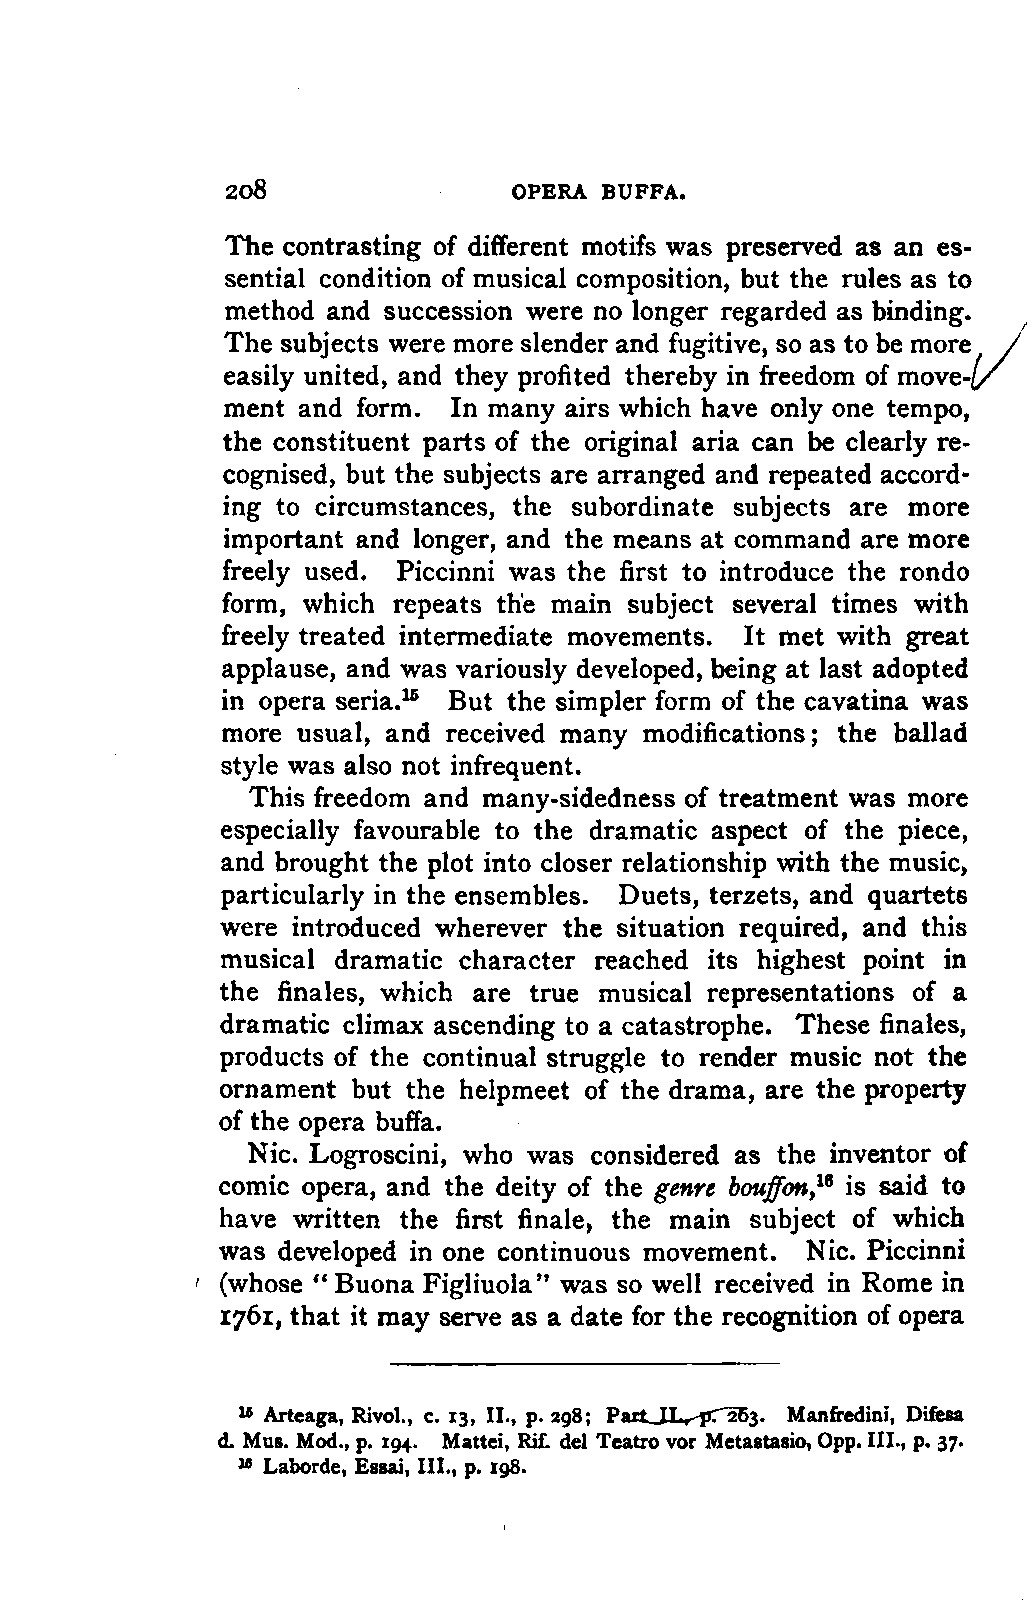 208 OPERA BUFFA.
The contrasting of different motifs was preserved as an es-
sential condition of musical composition, but the rules as to
method and succession were no longer regarded as binding.
The subjects were more slender and fugitive, so as to be more
easily united, and they profited thereby in freedom of move-
ment and form. In many airs which have only one tempo,
the constituent parts of the original aria can be clearly re-
cognised, but the subjects are arranged and repeated accord-
ing to circumstances, the subordinate subjects are more
important and longer, and the means at command are more
freely used. Piccinni was the first to introduce the rondo
form, which repeats the main subject several times with
freely treated intermediate movements. It met with great
applause, and was variously developed, being at last adopted
in opera seria.¹⁵ But the simpler form of the cavatina was
more usual, and received many modifications; the ballad
style was also not infrequent.
This freedom and many-sidedness of treatment was more
especially favourable to the dramatic aspect of the piece,
and brought the plot into closer relationship with the music,
particularly in the ensembles. Duets, terzets, and quartets
were introduced wherever the situation required, and this
musical dramatic character reached its highest point in
the finales, which are true musical representations of a
dramatic climax ascending to a catastrophe. These finales,
products of the continual struggle to render music not the
ornament but the helpmeet of the drama, are the property
of the opera buffa.
Nic. Logroscini, who was considered as the inventor of
comic opera, and the deity of the genre bouffon,¹⁶ is said to
have written the first finale, the main subject of which
was developed in one continuous movement. Nic. Piccinni
(whose "Buona Figliuola" was so well received in Rome in
1761, that it may serve as a date for the recognition of opera
¹⁵ Arteaga, Rivol., c. 13, II., p. 298; Part II., p. 263. Manfredini, Difesa
d. Mus. Mod., p. 194. Mattei, Rif. del Teatro vor Metastasio, Opp. III., p. 37.
¹⁶ Laborde, Essai, III., p. 198.